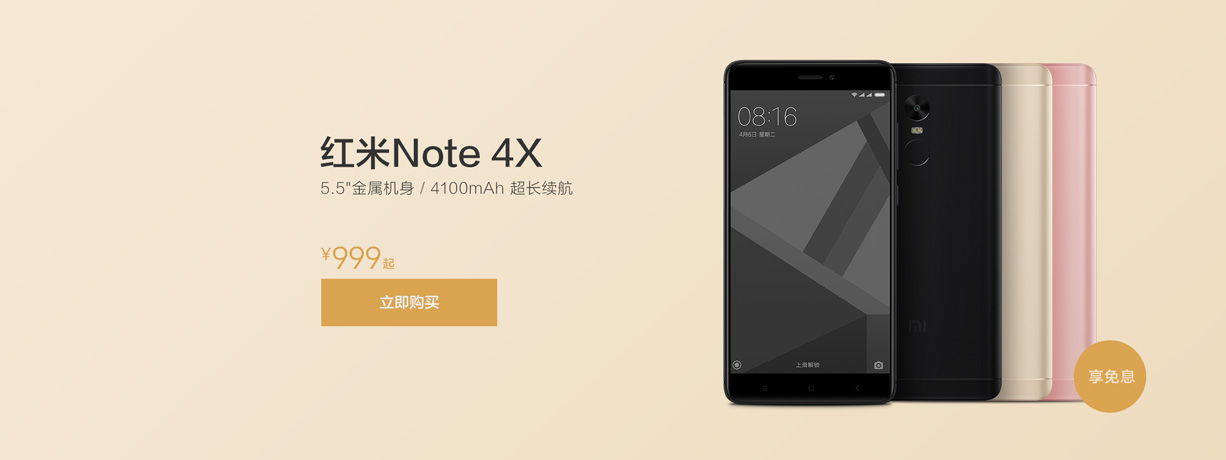 红米Note 4X
5.5"金属机身 / 4100mAh 超长续航
¥999起
立即购买
08:16
4月6日 星期二
上滑解锁
mi
享免息